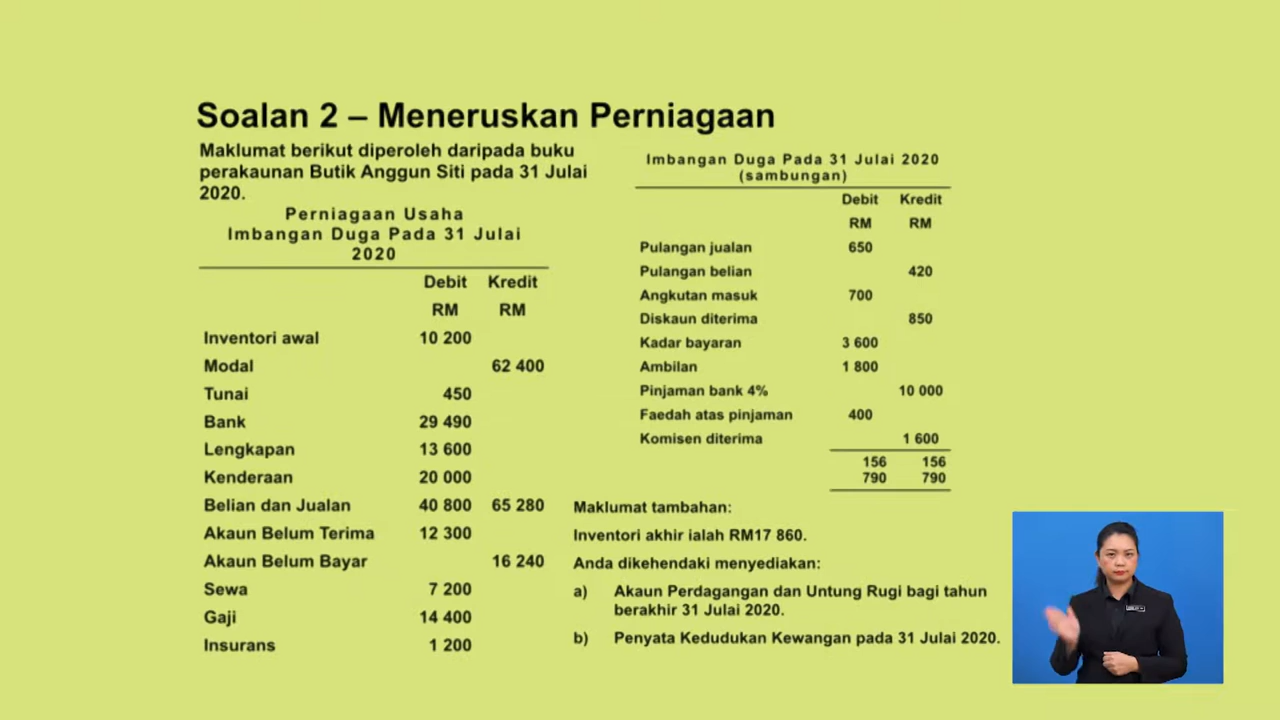 Soalan 2 – Meneruskan Perniagaan
Maklumat berikut diperoleh daripada buku
perakaunan Butik Anggun Siti pada 31 Julai
2020.
Perniagaan Usaha
Imbangan Duga Pada 31 Julai
2020
Debit Kredit
RM RM
Inventori awal 10 200
Modal 62 400
Tunai 450
Bank 29 490
Lengkapan 13 600
Kenderaan 20 000
Belian dan Jualan 40 800 65 280
Akaun Belum Terima 12 300
Akaun Belum Bayar 16 240
Sewa 7 200
Gaji 14 400
Insurans 1 200
Imbangan Duga Pada 31 Julai 2020
(sambungan)
Debit Kredit
RM RM
Pulangan jualan 650
Pulangan belian 420
Angkutan masuk 700
Diskaun diterima 850
Kadar bayaran 3 600
Ambilan 1 800
Pinjaman bank 4% 10 000
Faedah atas pinjaman 400
Komisen diterima 1 600
156 156
790 790
Maklumat tambahan:
Inventori akhir ialah RM17 860.
Anda dikehendaki menyediakan:
a) Akaun Perdagangan dan Untung Rugi bagi tahun
berakhir 31 Julai 2020.
b) Penyata Kedudukan Kewangan pada 31 Julai 2020.